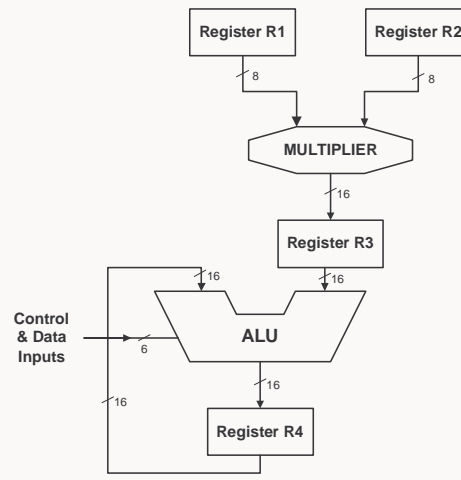 Register R1
Register R2
8
8
MULTIPLIER
16
Register R3
16
16
Control
& Data
Inputs
ALU
6
16
16
Register R4